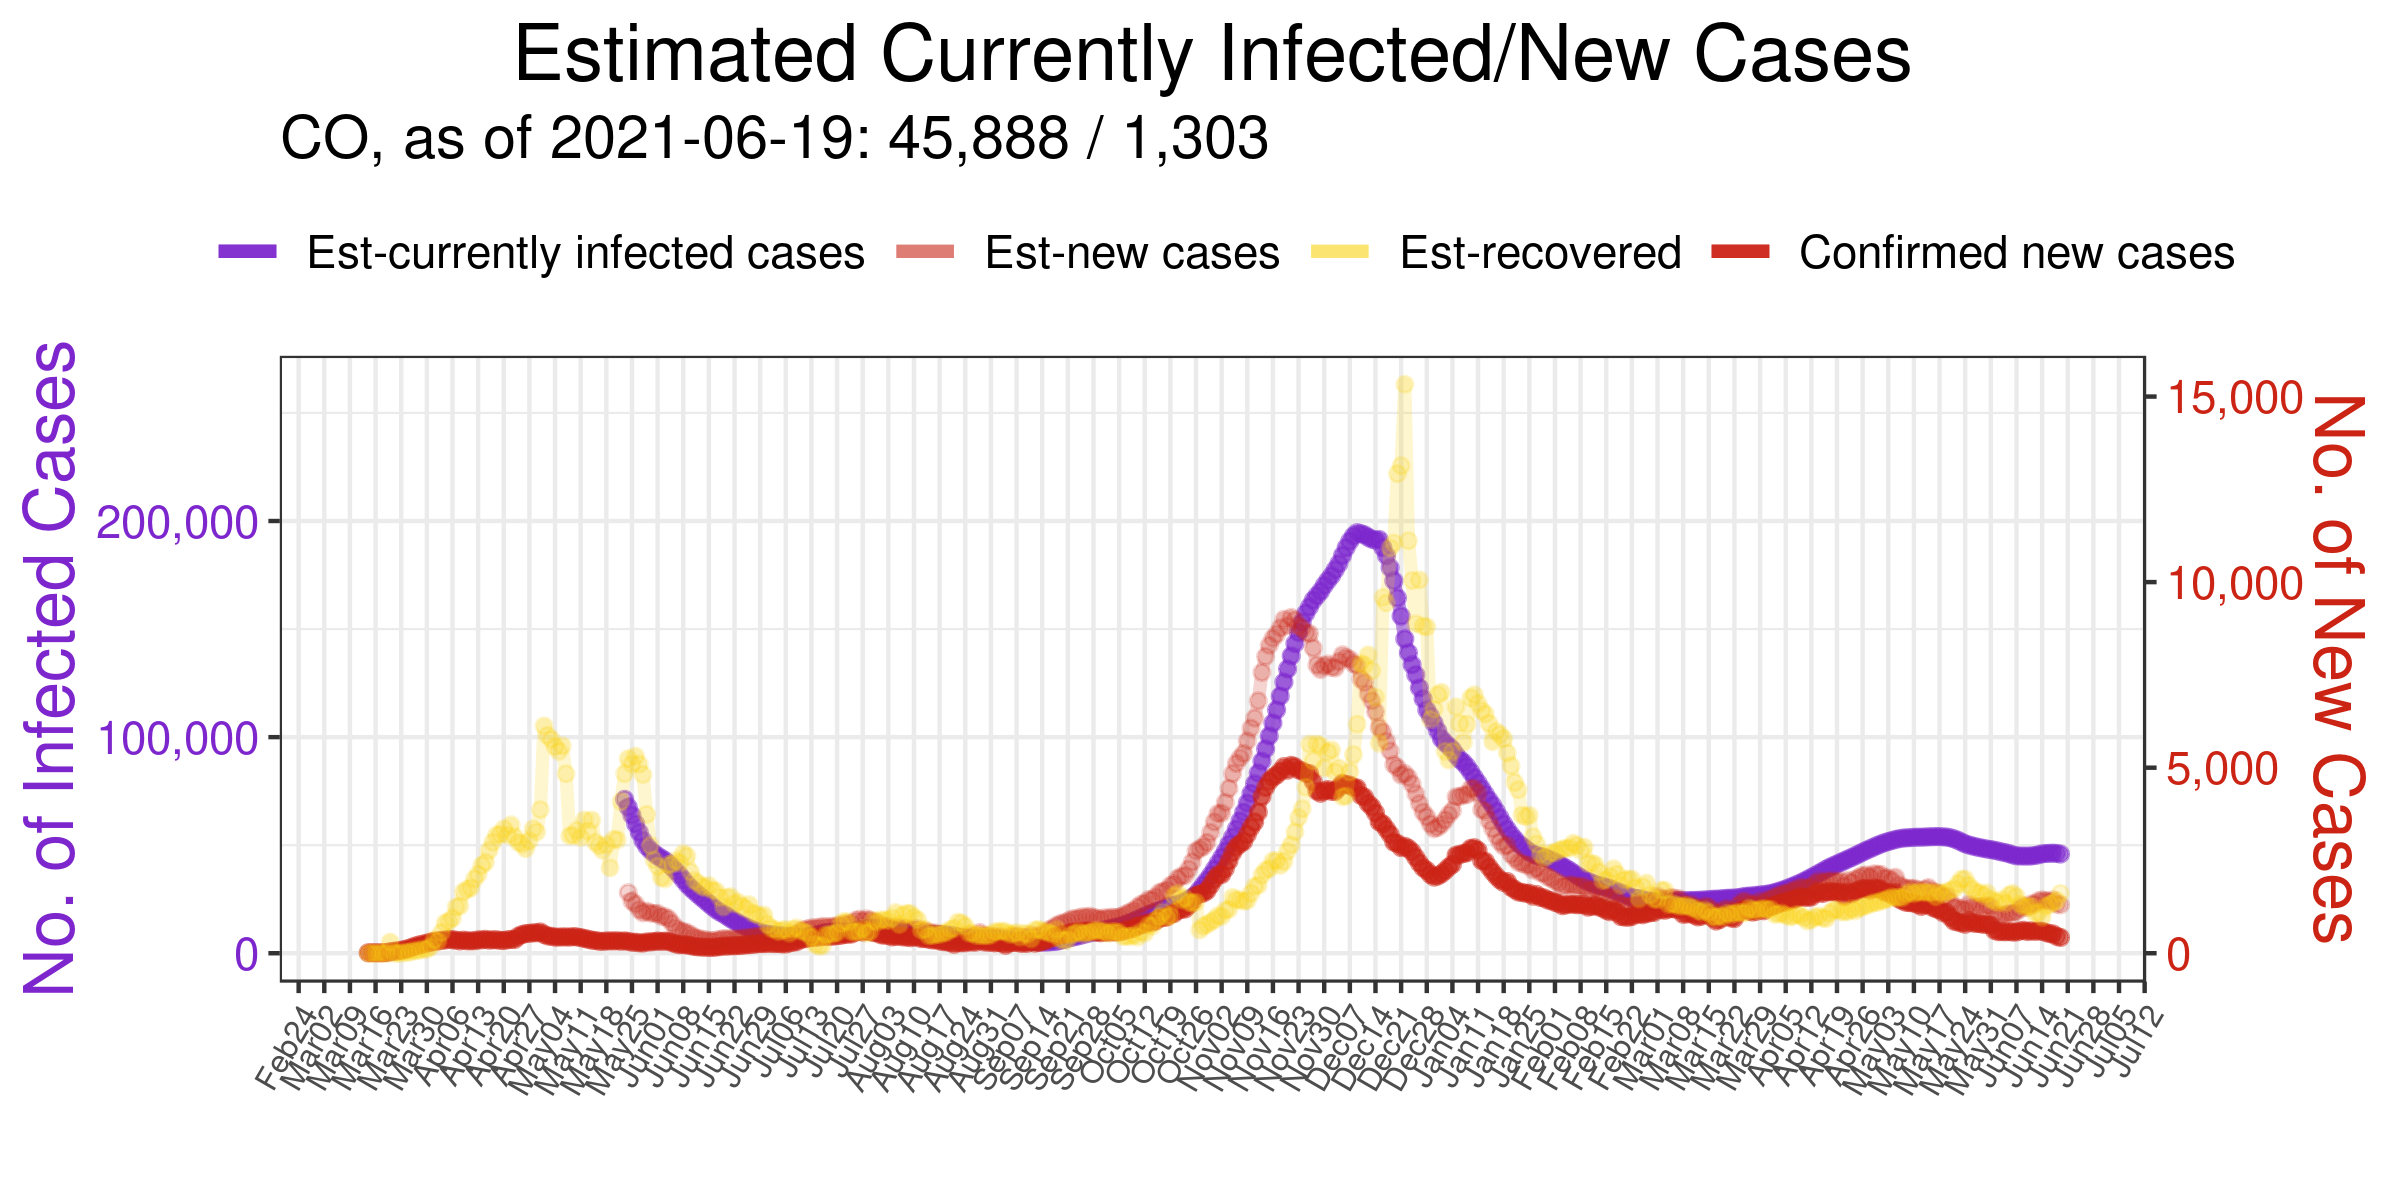 Estimated Currently Infected/New Cases
CO, as of 2021-06-19: 45,888 / 1,303
Est-currently infected cases Est-new cases Est-recovered Confirmed new cases
No. of Infected Cases
200,000
100,000
0
15,000
10,000
5,000
0
No. of New Cases
Feb24 Mar02 Mar09 Mar16 Mar23 Mar30 Apr06 Apr13 Apr20 Apr27 May04 May11 May18 May25 Jun01 Jun08 Jun15 Jun22 Jun29 Jul06 Jul13 Jul20 Jul27 Aug03 Aug10 Aug17 Aug24 Aug31 Sep07 Sep14 Sep21 Sep28 Oct05 Oct12 Oct19 Oct26 Nov02 Nov09 Nov16 Nov23 Nov30 Dec07 Dec14 Dec21 Dec28 Jan04 Jan11 Jan18 Jan25 Feb01 Feb08 Feb15 Feb22 Mar01 Mar08 Mar15 Mar22 Mar29 Apr05 Apr12 Apr19 Apr26 May03 May10 May17 May24 May31 Jun07 Jun14 Jun21 Jun28 Jul05 Jul12